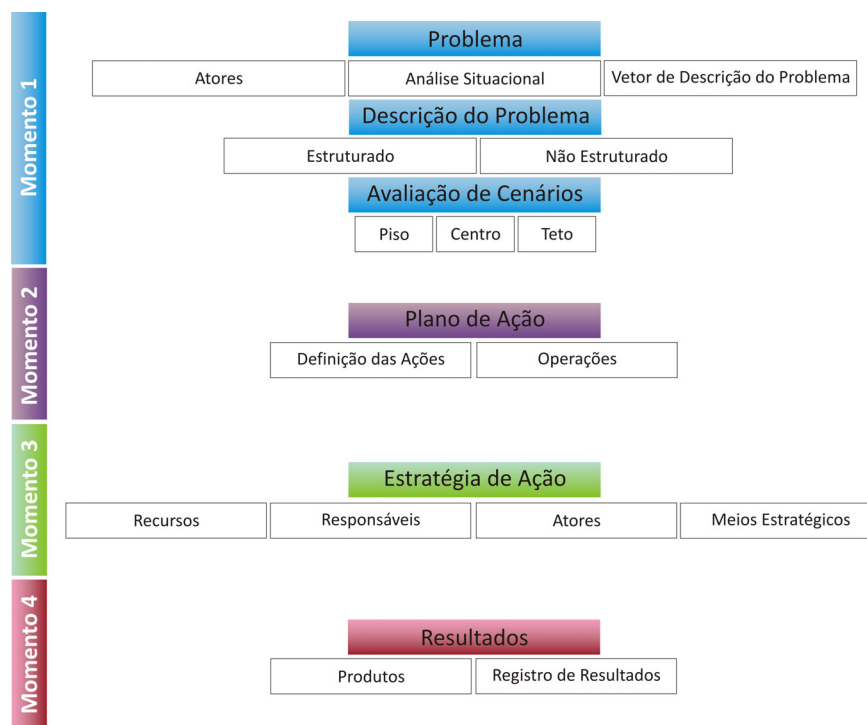 Momento 1
Problema
Atores
Análise Situacional
Vetor de Descrição do Problema
Descrição do Problema
Estruturado
Não Estruturado
Avaliação de Cenários
Piso
Centro
Teto
Momento 2
Plano de Ação
Definição das Ações
Operações
Momento 3
Estratégia de Ação
Recursos
Responsáveis
Atores
Meios Estratégicos
Momento 4
Resultados
Produtos
Registro de Resultados